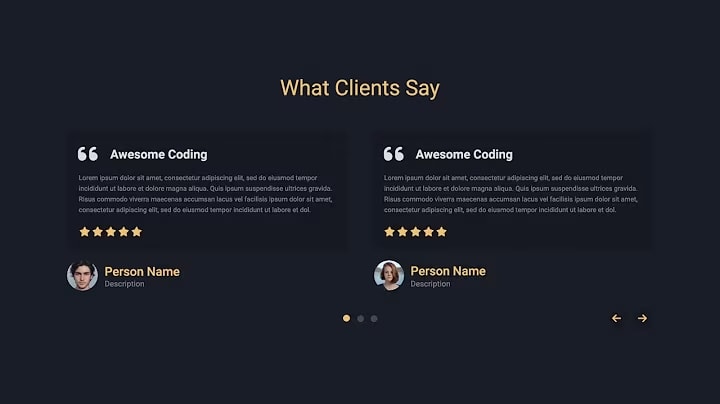 What Clients Say
Awesome Coding
Lorem ipsum dolor sit amet, consectetur adipiscing elit, sed do eiusmod tempor
incididunt ut labore et dolore magna aliqua. Quis ipsum suspendisse ultrices gravida.
Risus commodo viverra maecenas accumsan lacus vel facilisis ipsum dolor sit amet,
consectetur adipiscing elit, sed do eiusmod tempor incididunt ut labore et dol.
Person Name
Description
Awesome Coding
Lorem ipsum dolor sit amet, consectetur adipiscing elit, sed do eiusmod tempor
incididunt ut labore et dolore magna aliqua. Quis ipsum suspendisse ultrices gravida.
Risus commodo viverra maecenas accumsan lacus vel facilisis ipsum dolor sit amet,
consectetur adipiscing elit, sed do eiusmod tempor incididunt ut labore et dol.
Person Name
Description